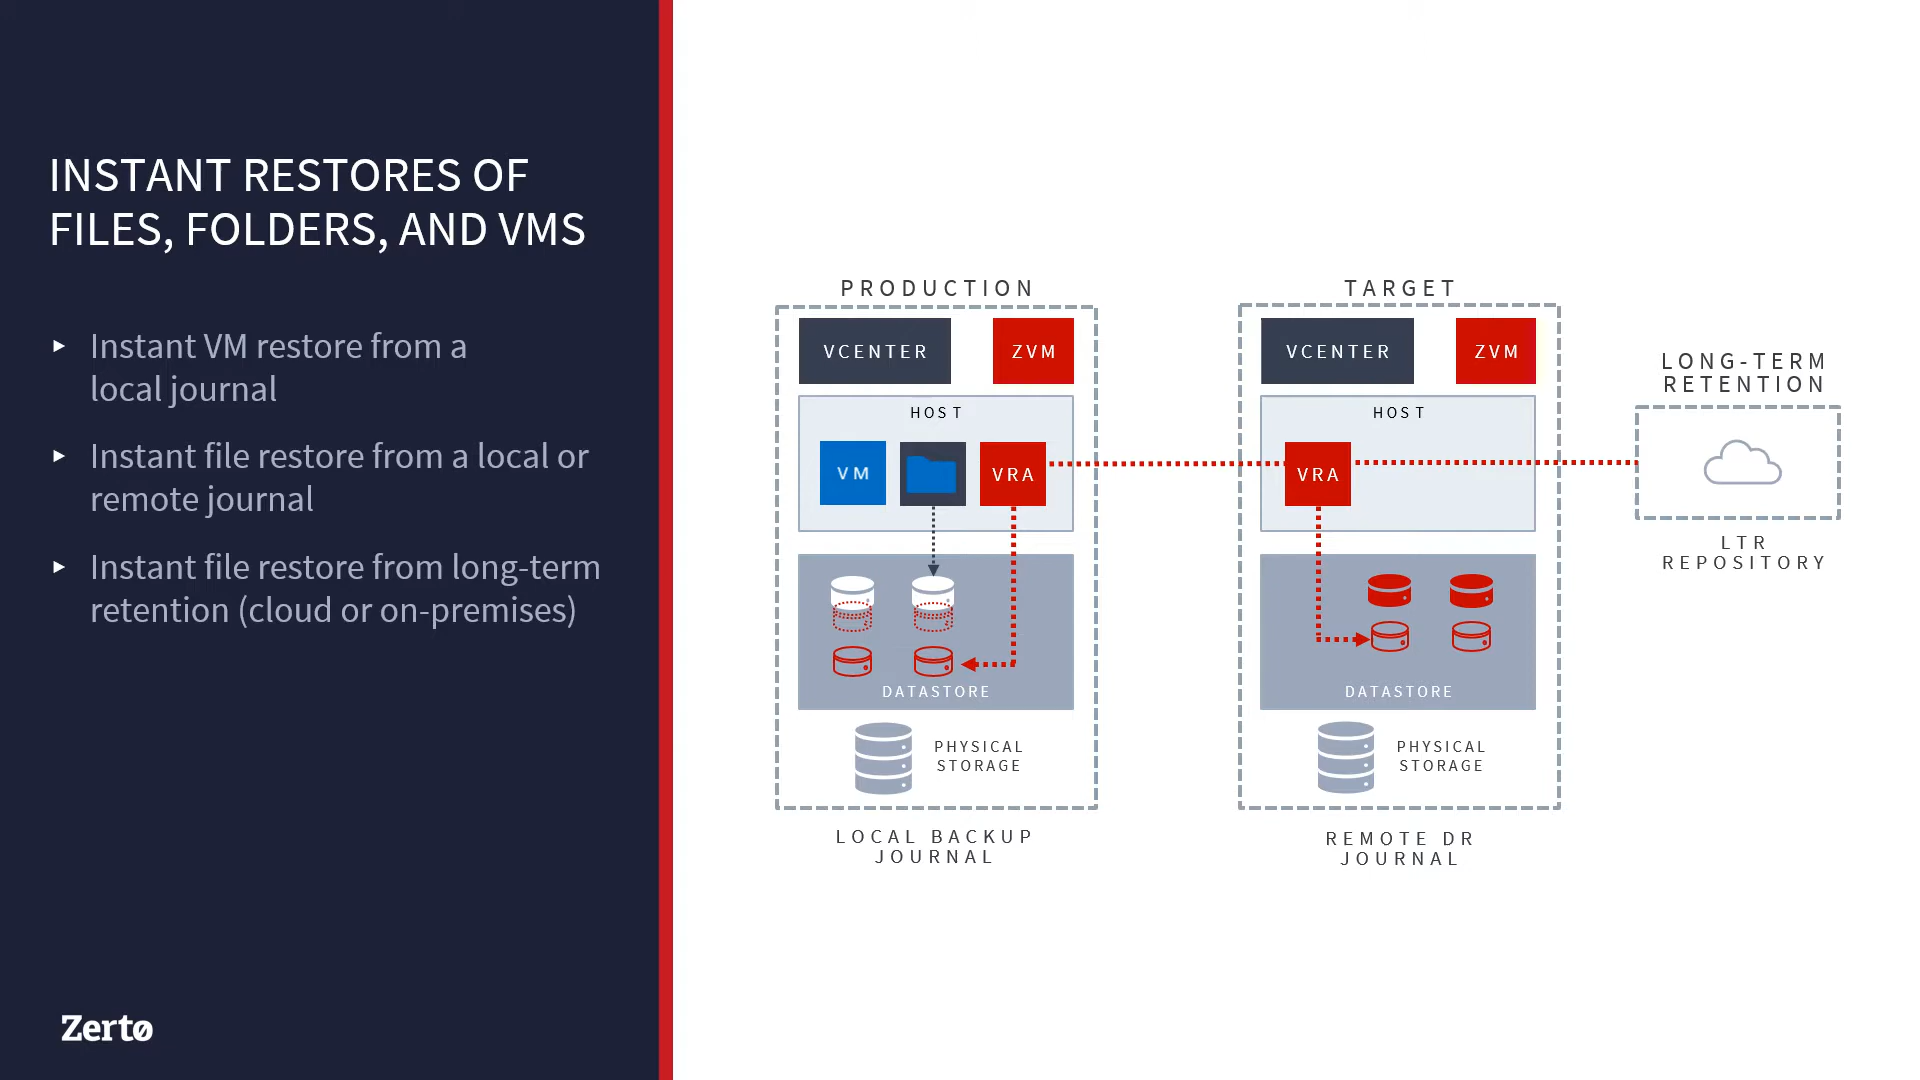 INSTANT RESTORES OF
FILES, FOLDERS, AND VMS
Instant VM restore from a
local journal
Instant file restore from a local or
remote journal
Instant file restore from long-term
retention (cloud or on-premises)
Zerto
PRODUCTION
VCENTER
ZVM
HOST
VM
VRA
DATASTORE
PHYSICAL
STORAGE
LOCAL BACKUP
JOURNAL
TARGET
VCENTER
ZVM
HOST
VRA
DATASTORE
PHYSICAL
STORAGE
REMOTE DR
JOURNAL
LONG-TERM
RETENTION
LTR
REPOSITORY